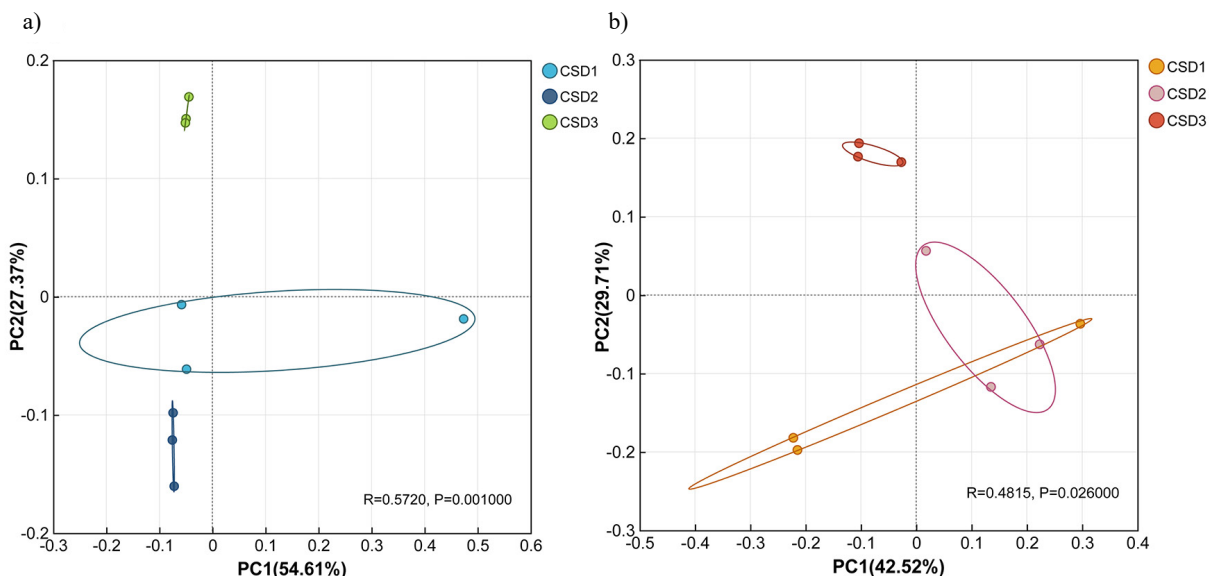 a)
0.2
0.1
0
-0.1
-0.2
PC2(27.37%)
-0.3
-0.2
-0.1
0
0.1
0.2
0.3
0.4
0.5
0.6
PC1(54.61%)
CSD1
CSD2
CSD3
R=0.5720, P=0.001000
b)
0.3
0.2
0.1
0
-0.1
-0.2
-0.3
PC2(29.71%)
-0.5
-0.4
-0.3
-0.2
-0.1
0
0.1
0.2
0.3
0.4
PC1(42.52%)
CSD1
CSD2
CSD3
R=0.4815, P=0.026000